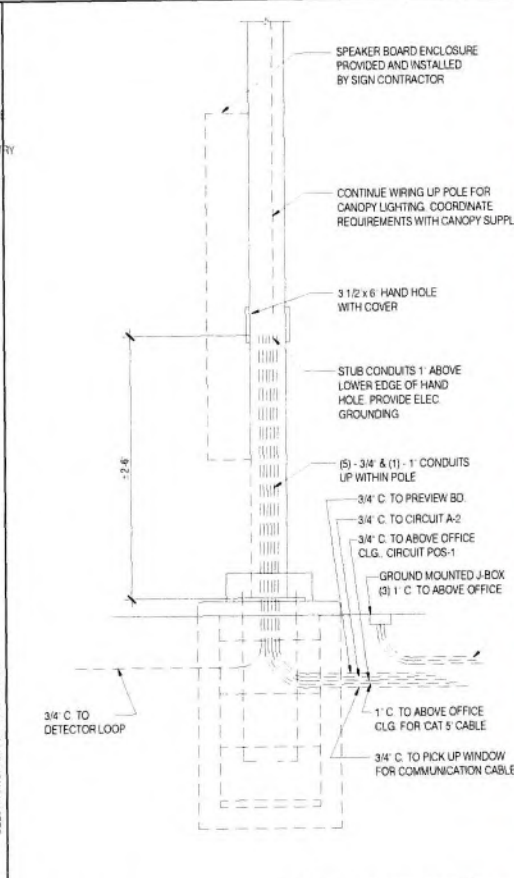 SPEAKER BOARD ENCLOSURE
PROVIDED AND INSTALLED
BY SIGN CONTRACTOR
RY
CONTINUE WIRING UP POLE FOR
CANOPY LIGHTING. COORDINATE
REQUIREMENTS WITH CANOPY SUPPL
3 1/2 x 6" HAND HOLE
WITH COVER
STUB CONDUITS 1" ABOVE
LOWER EDGE OF HAND
HOLE. PROVIDE ELEC
GROUNDING
±2'-6"
(5) - 3/4" & (1) - 1" CONDUITS
UP WITHIN POLE
3/4" C. TO PREVIEW BD.
3/4" C. TO CIRCUIT A-2
3/4" C. TO ABOVE OFFICE
CLG., CIRCUIT POS-1
GROUND MOUNTED J-BOX
(3) 1" C. TO ABOVE OFFICE
3/4" C. TO
DETECTOR LOOP
1" C. TO ABOVE OFFICE
CLG. FOR 'CAT 5' CABLE
3/4" C. TO PICK UP WINDOW
FOR COMMUNICATION CABLE